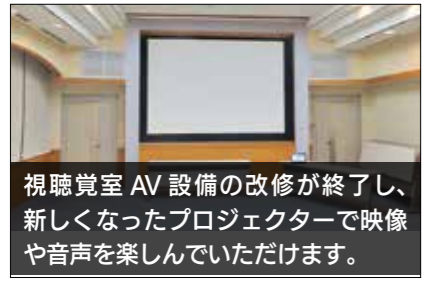 視聴覚室 AV 設備の改修が終了し、
新しくなったプロジェクターで映像
や音声を楽しんでいただけます。